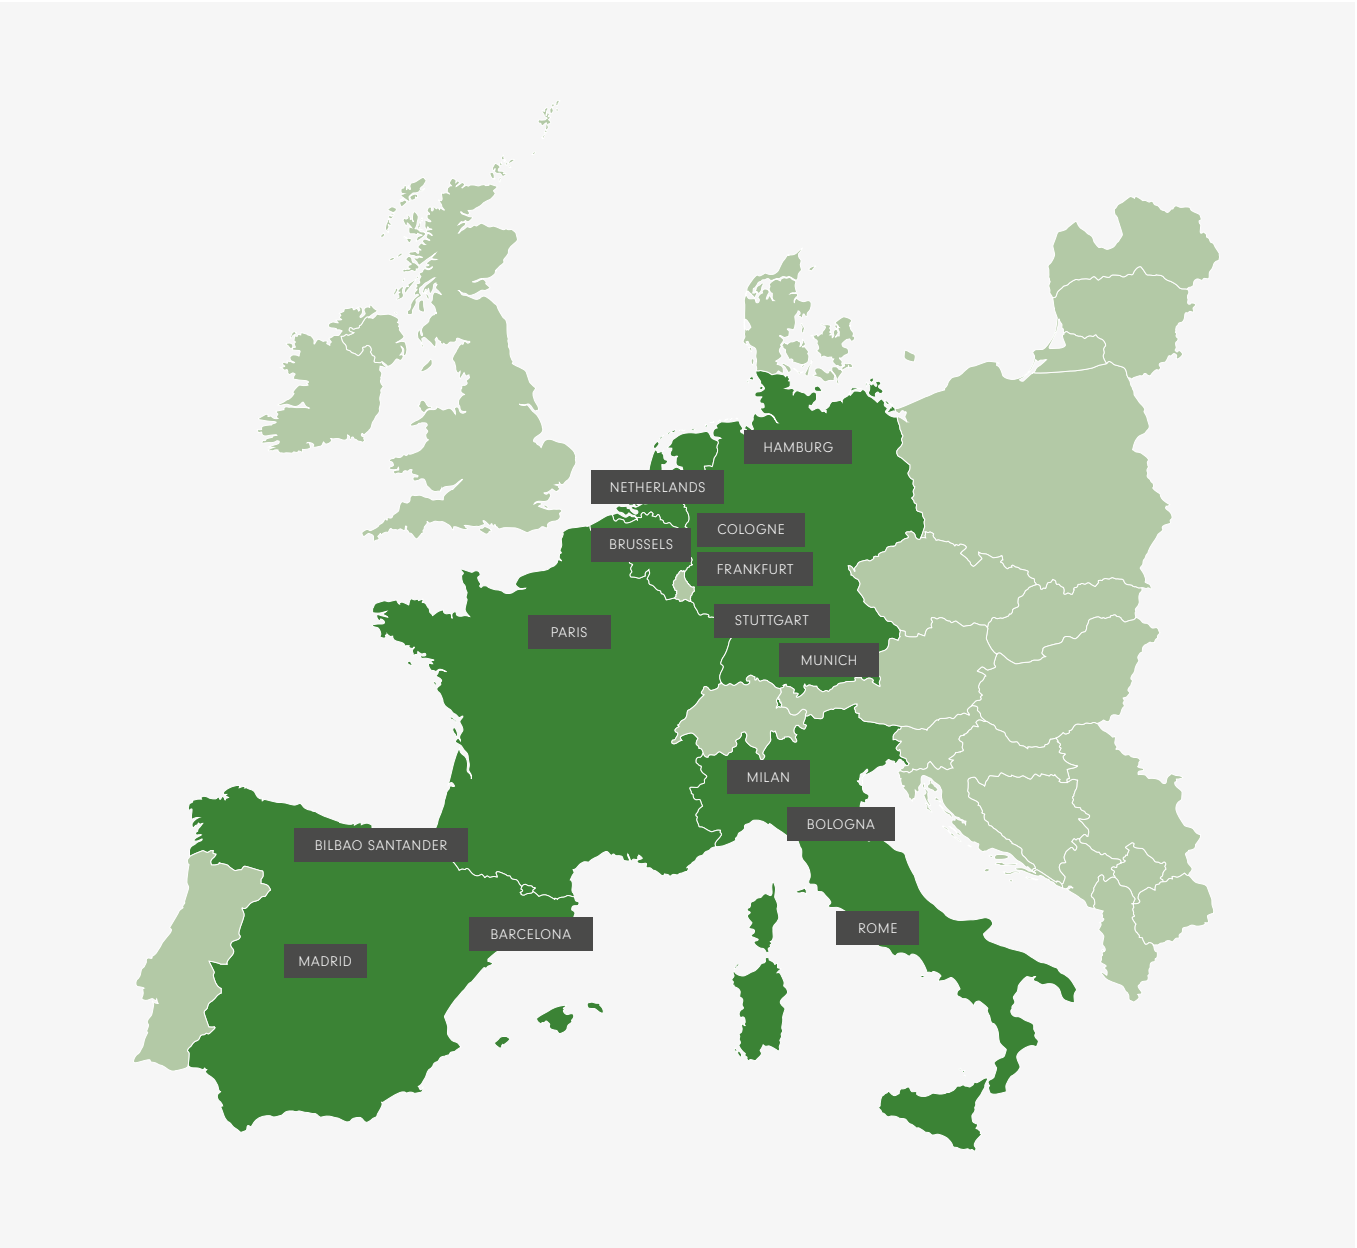 HAMBURG
NETHERLANDS
COLOGNE
BRUSSELS
FRANKFURT
STUTTGART
PARIS
MUNICH
MILAN
BOLOGNA
BILBAO SANTANDER
ROME
BARCELONA
MADRID